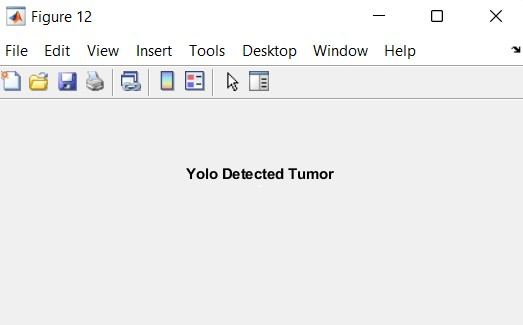 Figure 12
File Edit View Insert Tools Desktop Window Help
Yolo Detected Tumor